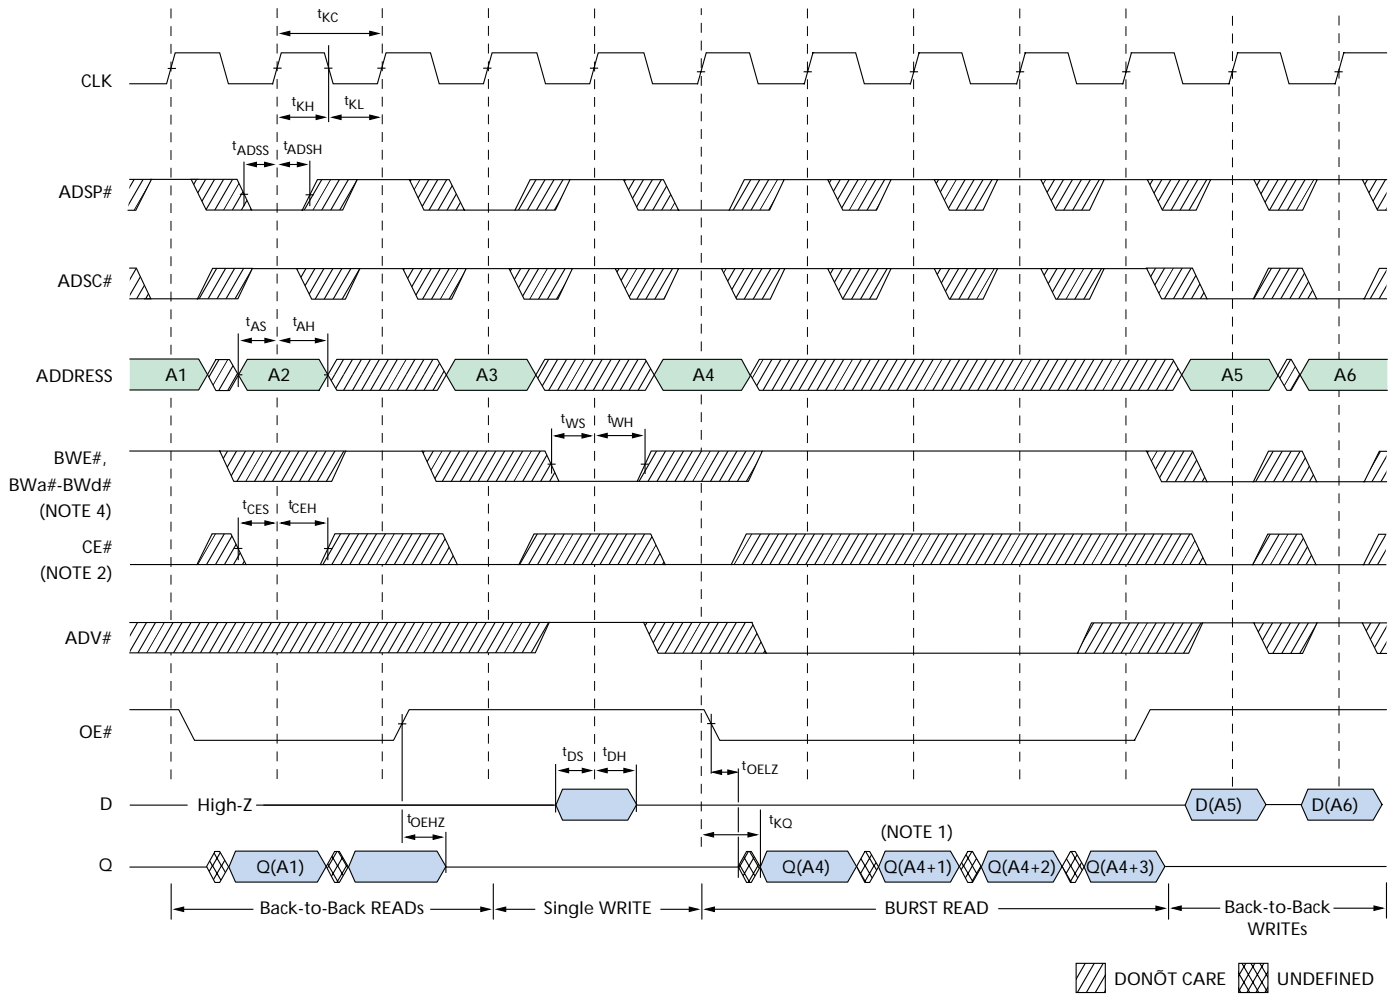 tKC
CLK
tKH
tKL
tADSS
tADSH
ADSP#
ADSC#
tAS
tAH
ADDRESS
A1
A2
A3
A4
A5
A6
tWS
tWH
BWE#,
BWa#-BWd#
(NOTE 4)
tCES
tCEH
CE#
(NOTE 2)
ADV#
OE#
tDS
tDH
tOELZ
D
High-Z
D(A5)
D(A6)
tOEHZ
tKQ
(NOTE 1)
Q
Q(A1)
Q(A4)
Q(A4+1)
Q(A4+2)
Q(A4+3)
Back-to-Back READs
Single WRITE
BURST READ
Back-to-Back
WRITEs
DONÕT CARE
UNDEFINED